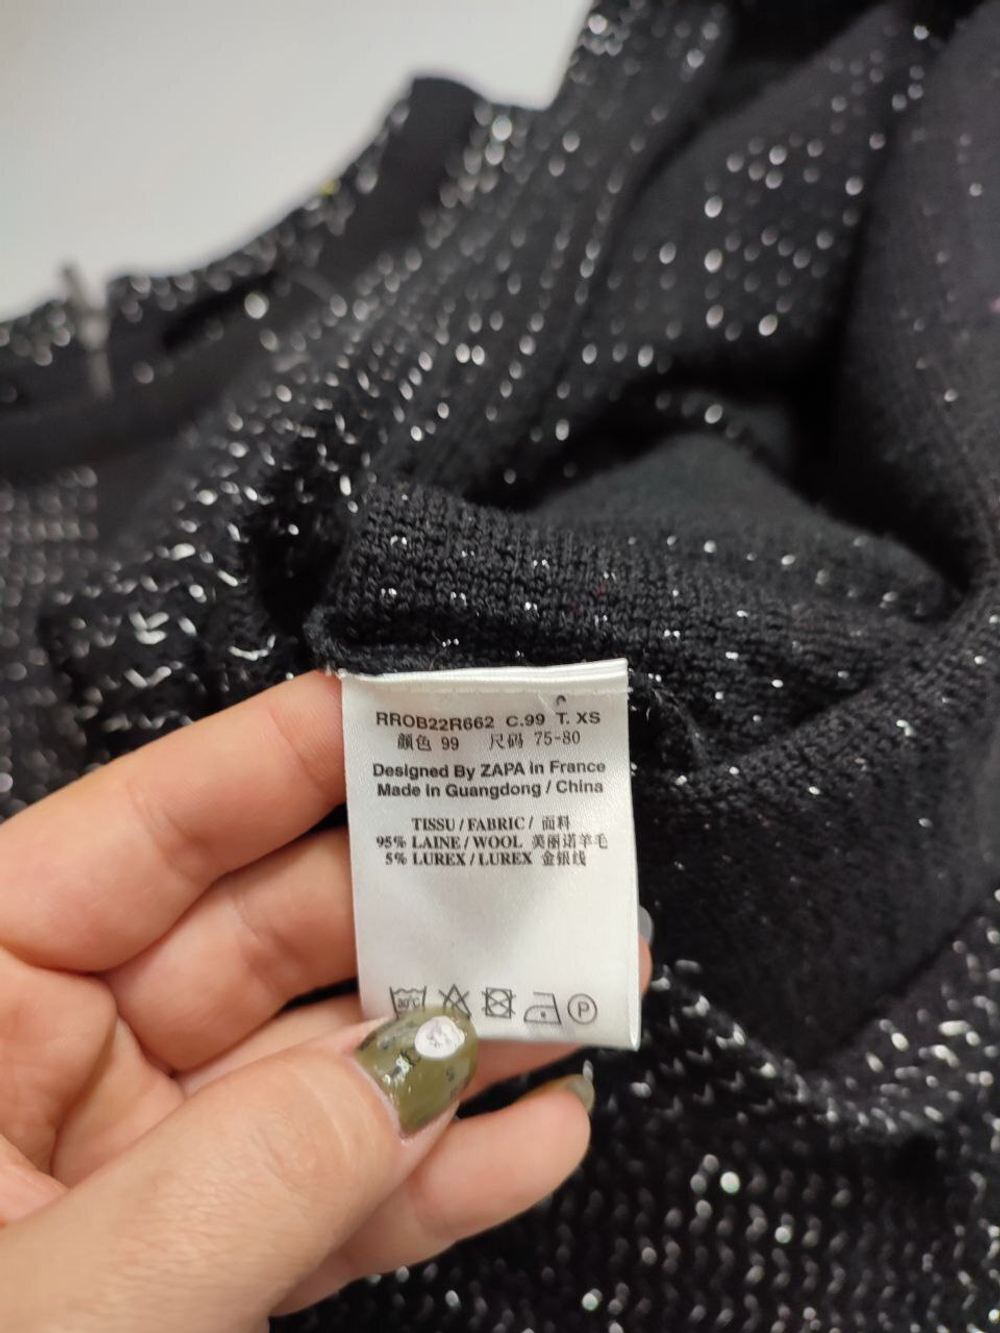 RROB22R662 C.99 T. XS
颜色 99 尺码 75-80
Designed By ZAPA in France
Made in Guangdong / China
TISSU / FABRIC / 面料
95% LAINE / WOOL 美丽诺羊毛
5% LUREX / LUREX 金银线
30°C P